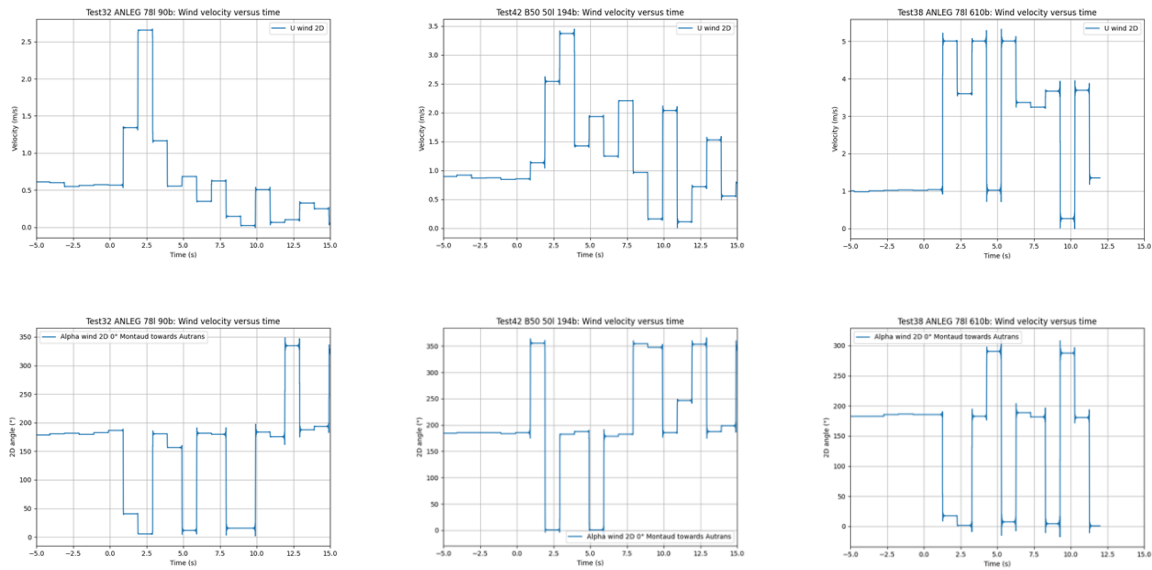 Test32 ANLEG 78l 90b: Wind velocity versus time
U wind 2D
Velocity (m/s)
2.5
2.0
1.5
1.0
0.5
0.0
−5.0 −2.5 0.0 2.5 5.0 7.5 10.0 12.5 15.0
Time (s)
Test42 B50 50l 194b: Wind velocity versus time
U wind 2D
Velocity (m/s)
3.5
3.0
2.5
2.0
1.5
1.0
0.5
0.0
−5.0 −2.5 0.0 2.5 5.0 7.5 10.0 12.5 15.0
Time (s)
Test38 ANLEG 78l 610b: Wind velocity versus time
U wind 2D
Velocity (m/s)
5
4
3
2
1
0
−5.0 −2.5 0.0 2.5 5.0 7.5 10.0 12.5 15.0
Time (s)
Test32 ANLEG 78l 90b: Wind velocity versus time
Alpha wind 2D 0° Montaud towards Autrans
2D angle (°)
350
300
250
200
150
100
50
0
−5.0 −2.5 0.0 2.5 5.0 7.5 10.0 12.5 15.0
Time (s)
Test42 B50 50l 194b: Wind velocity versus time
Alpha wind 2D 0° Montaud towards Autrans
2D angle (°)
350
300
250
200
150
100
50
0
−5.0 −2.5 0.0 2.5 5.0 7.5 10.0 12.5 15.0
Time (s)
Test38 ANLEG 78l 610b: Wind velocity versus time
Alpha wind 2D 0° Montaud towards Autrans
2D angle (°)
300
250
200
150
100
50
0
−5.0 −2.5 0.0 2.5 5.0 7.5 10.0 12.5 15.0
Time (s)